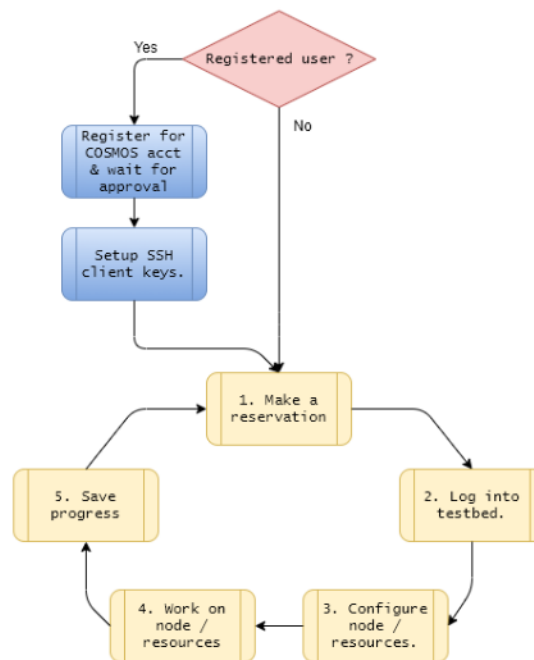 Yes
Registered user ?
No
Register for
COSMOS acct
& wait for
approval
Setup SSH
client keys.
1. Make a
reservation
2. Log into
testbed.
3. Configure
node /
resources.
4. Work on
node /
resources
5. Save
progress